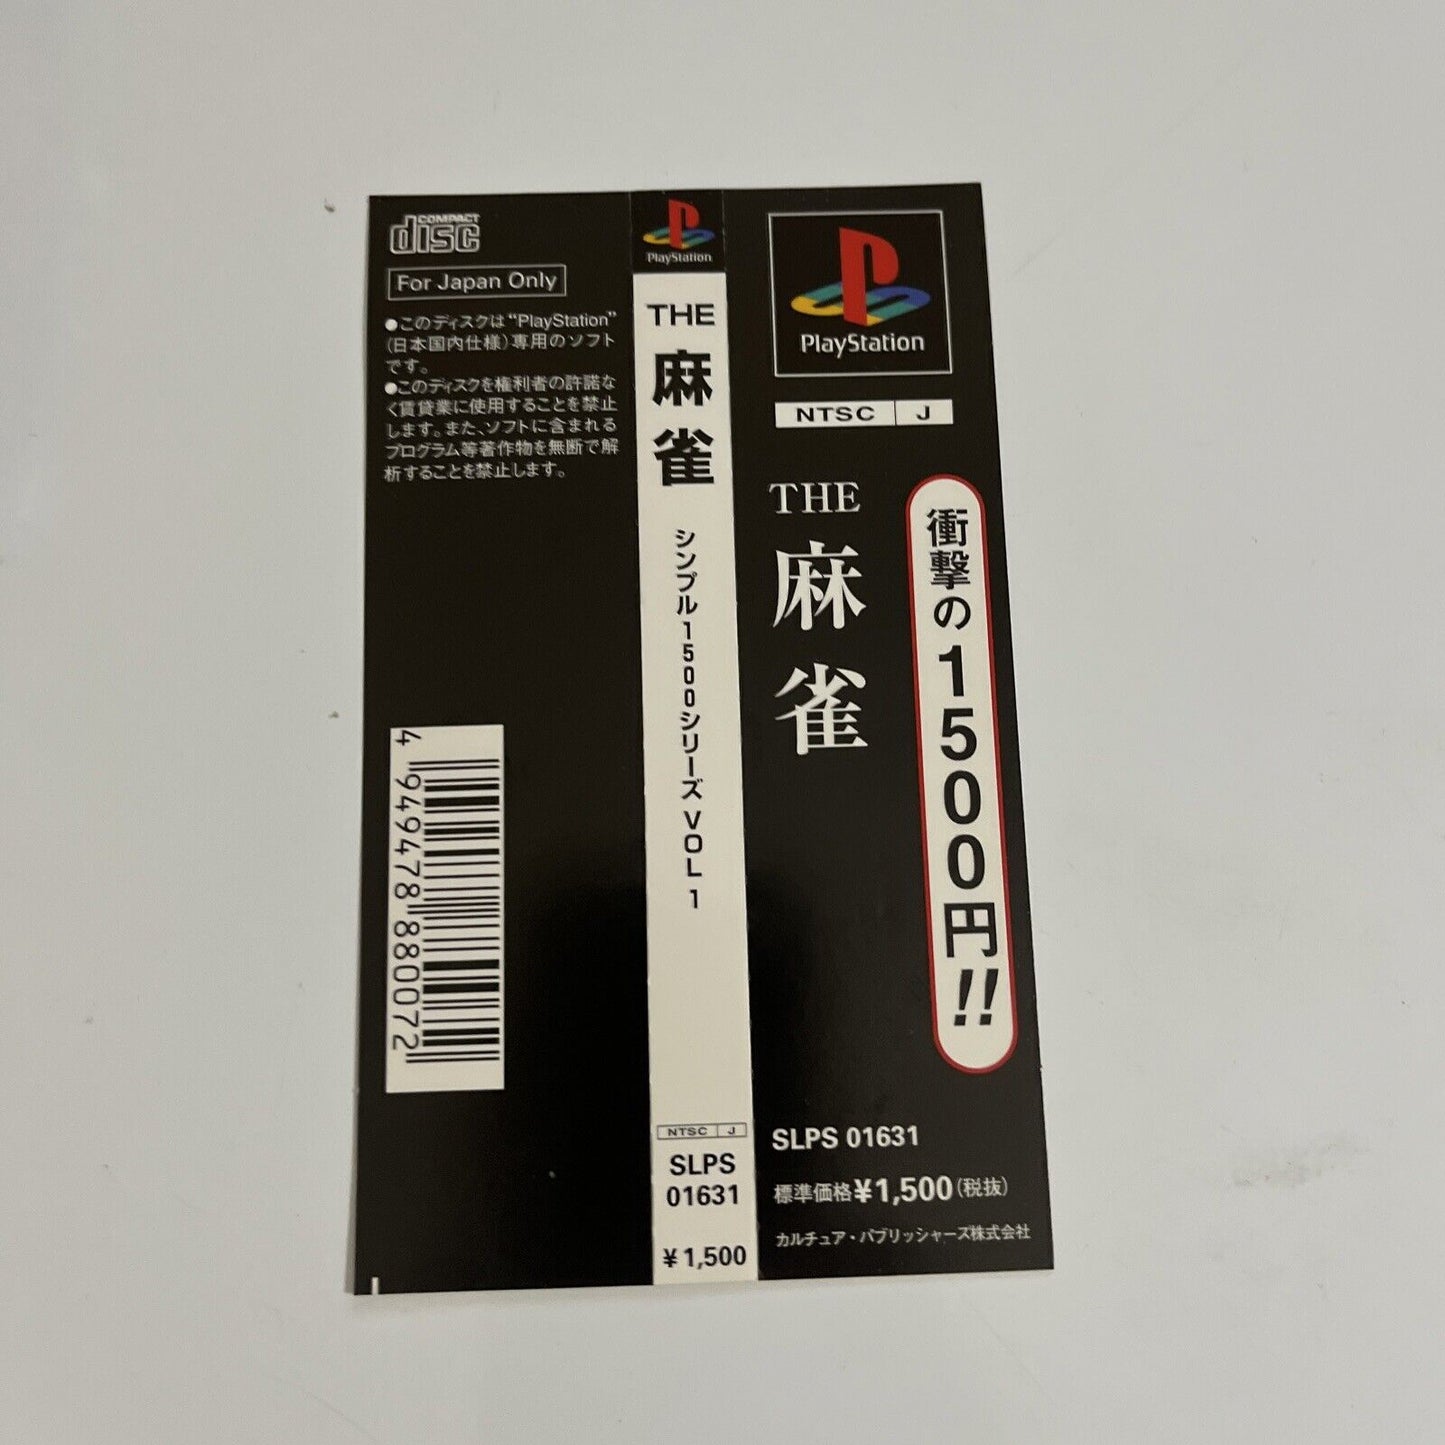 COMPACT
disc
For Japan Only
●このディスクは“PlayStation”
(日本国内仕様)専用のソフト
です。
●このディスクを権利者の許諾な
く賃貸業に使用することを禁止
します。また、ソフトに含まれる
プログラム等著作物を無断で解
析することを禁止します。
4 949478 880072
PlayStation
THE
麻雀
シンプル1500シリーズ VOL 1
NTSC J
SLPS
01631
¥1,500
PlayStation
NTSC J
THE
麻雀
衝撃の1500円!!
SLPS 01631
標準価格¥1,500(税抜)
カルチュア・パブリッシャーズ株式会社